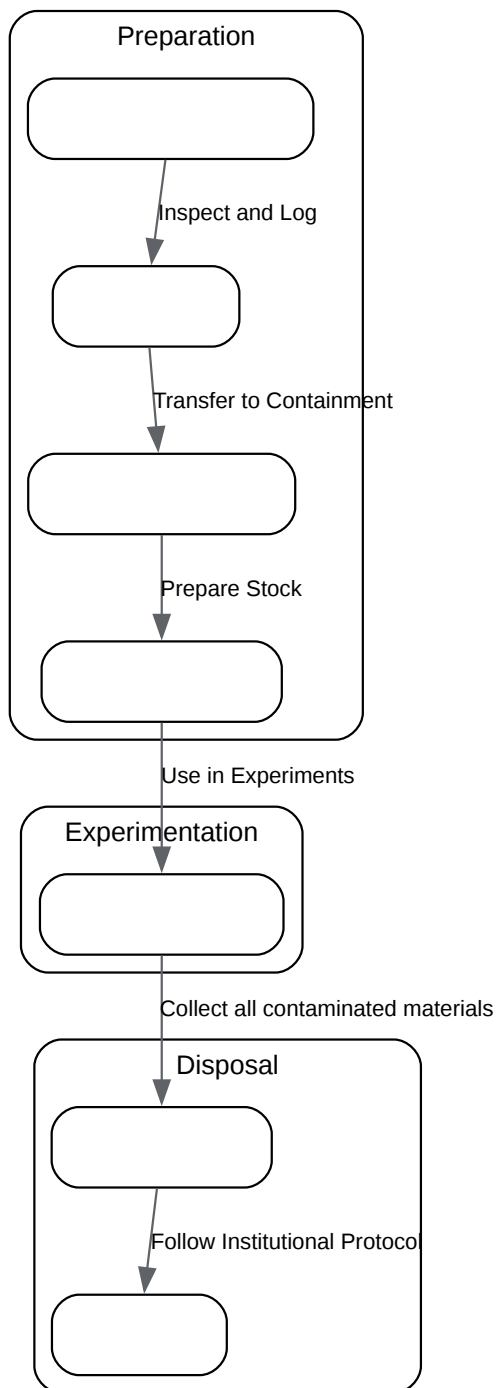 Preparation
Inspect and Log
Transfer to Containment
Prepare Stock
Use in Experiments
Experimentation
Collect all contaminated materials
Disposal
Follow Institutional Protocol